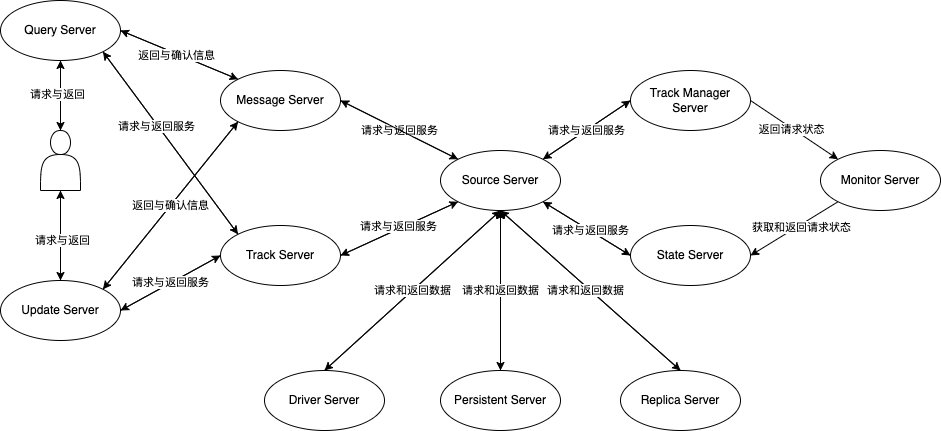 Query Server
返回与确认信息
请求与返回
Message Server
Track Manager
Server
请求与返回服务
请求与返回服务
请求与返回服务
返回请求状态
Source Server
Monitor Server
返回与确认信息
请求与返回
请求与返回服务
请求与返回服务
获取和返回请求状态
Track Server
State Server
请求与返回服务
请求和返回数据
请求和返回数据
请求和返回数据
Update Server
Driver Server
Persistent Server
Replica Server